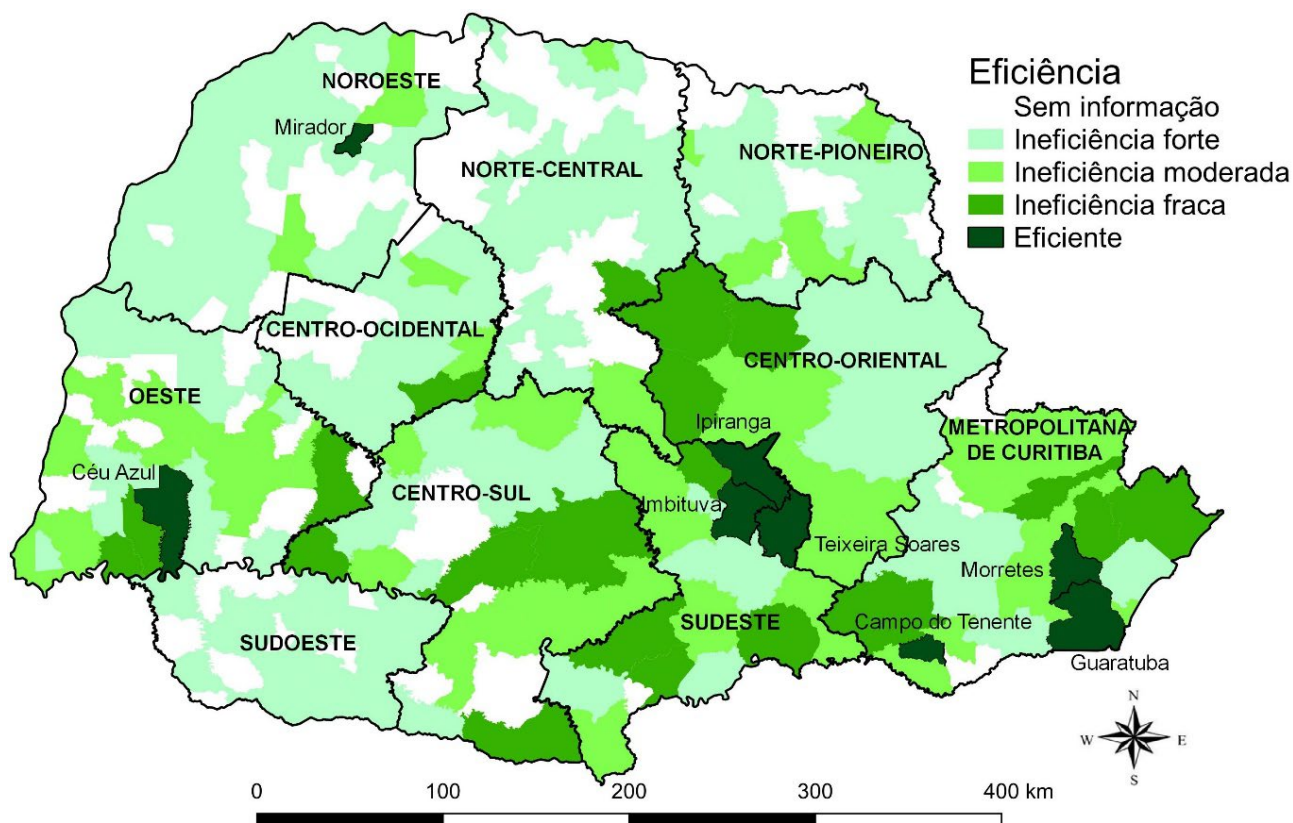 Eficiência
Sem informação
Ineficiência forte
Ineficiência moderada
Ineficiência fraca
Eficiente
NOROESTE
Mirador
NORTE-CENTRAL
NORTE-PIONEIRO
CENTRO-OCIDENTAL
CENTRO-ORIENTAL
OESTE
Ipiranga
METROPOLITANA
DE CURITIBA
Céu Azul
CENTRO-SUL
Imbituva
Teixeira Soares
Morretes
SUDOESTE
SUDESTE
Campo do Tenente
Guaratuba
N
W
E
S
0
100
200
300
400 km